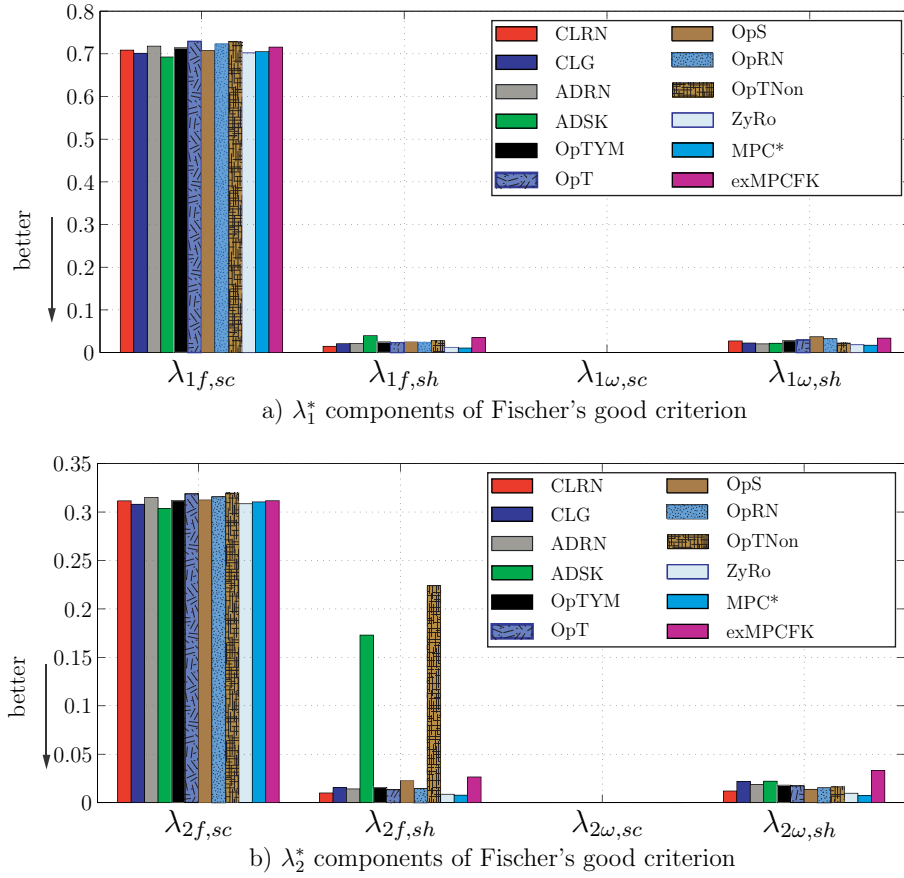 0.8
0.7
0.6
0.5
0.4
0.3
0.2
0.1
0
better
CLRN
CLG
ADRN
ADSK
OpTYM
OpT
OpS
OpRN
OpTNon
ZyRo
MPC*
exMPCFK
λ1f,sc
λ1f,sh
λ1ω,sc
λ1ω,sh
a) λ*1 components of Fischer's good criterion
0.35
0.3
0.25
0.2
0.15
0.1
0.05
0
better
CLRN
CLG
ADRN
ADSK
OpTYM
OpT
OpS
OpRN
OpTNon
ZyRo
MPC*
exMPCFK
λ2f,sc
λ2f,sh
λ2ω,sc
λ2ω,sh
b) λ*2 components of Fischer's good criterion